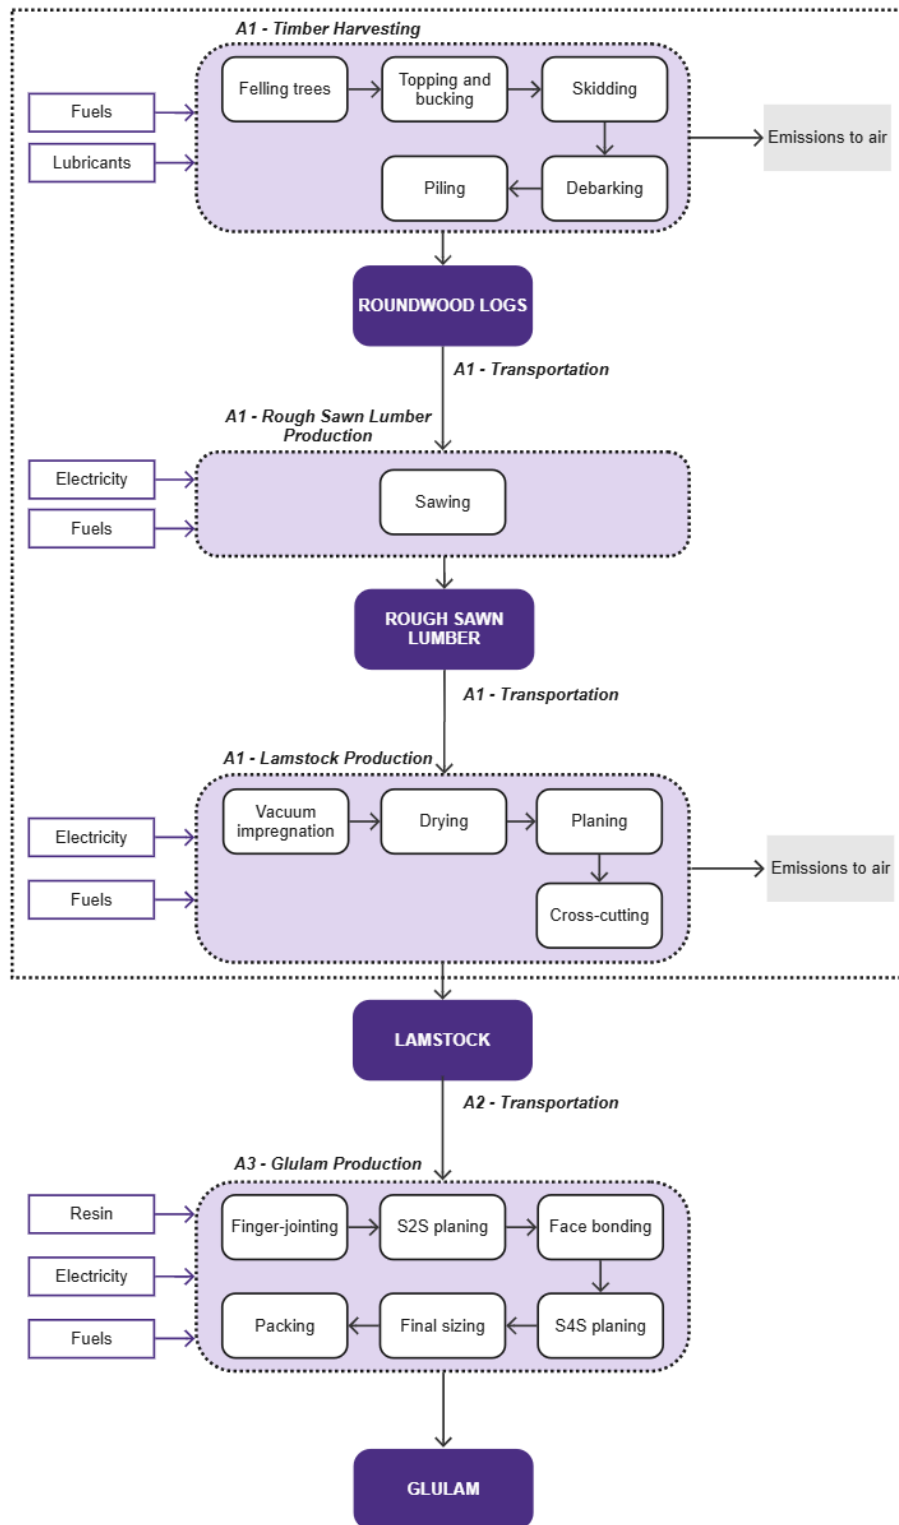 A1 - Timber Harvesting
Felling trees
Topping and
bucking
Skidding
Fuels
Lubricants
Emissions to air
Piling
Debarking
ROUNDWOOD LOGS
A1 - Transportation
A1 - Rough Sawn Lumber
Production
Electricity
Fuels
Sawing
ROUGH SAWN
LUMBER
A1 - Transportation
A1 - Lamstock Production
Vacuum
impregnation
Drying
Planing
Electricity
Fuels
Emissions to air
Cross-cutting
LAMSTOCK
A2 - Transportation
A3 - Glulam Production
Resin
Finger-jointing
S2S planing
Face bonding
Electricity
Fuels
Packing
Final sizing
S4S planing
GLULAM